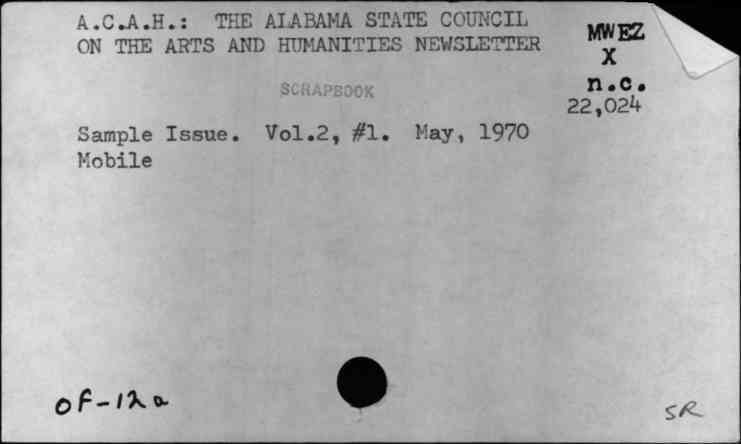 A.C.A.H.: THE ALABAMA STATE COUNCIL
ON THE ARTS AND HUMANITIES NEWSLETTER
MWEZ
X
n.c.
22,024
SCRAPBOOK
Sample Issue. Vol.2, #1. May, 1970
Mobile
OF-12a
SR